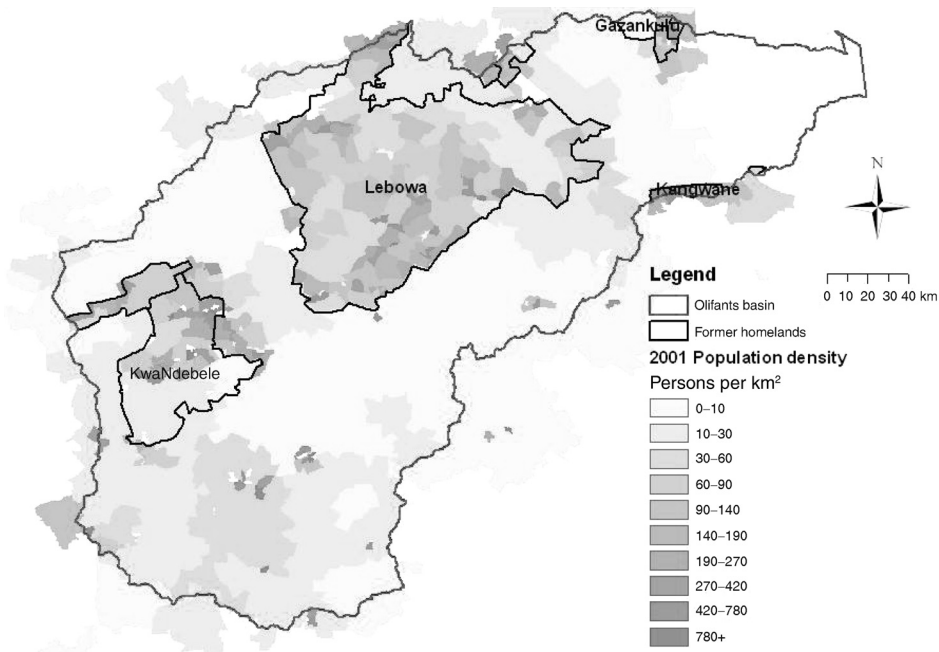 Gazankulu
Lebowa
Kangwane
N
KwaNdebele
Legend
Olifants basin
Former homelands
2001 Population density
Persons per km²
0–10
10–30
30–60
60–90
90–140
140–190
190–270
270–420
420–780
780+
0 10 20 30 40 km